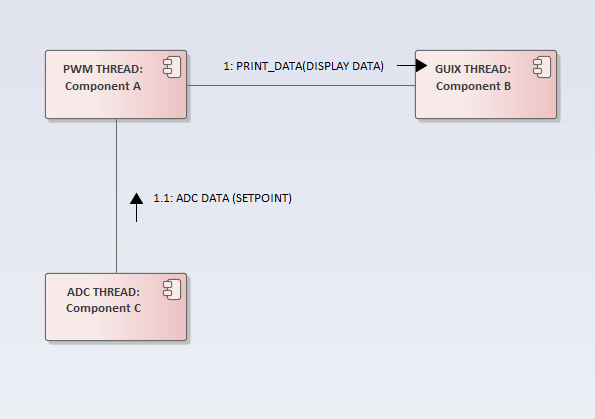 PWM THREAD:
Component A
1: PRINT_DATA(DISPLAY DATA)
GUIX THREAD:
Component B
1.1: ADC DATA (SETPOINT)
ADC THREAD:
Component C